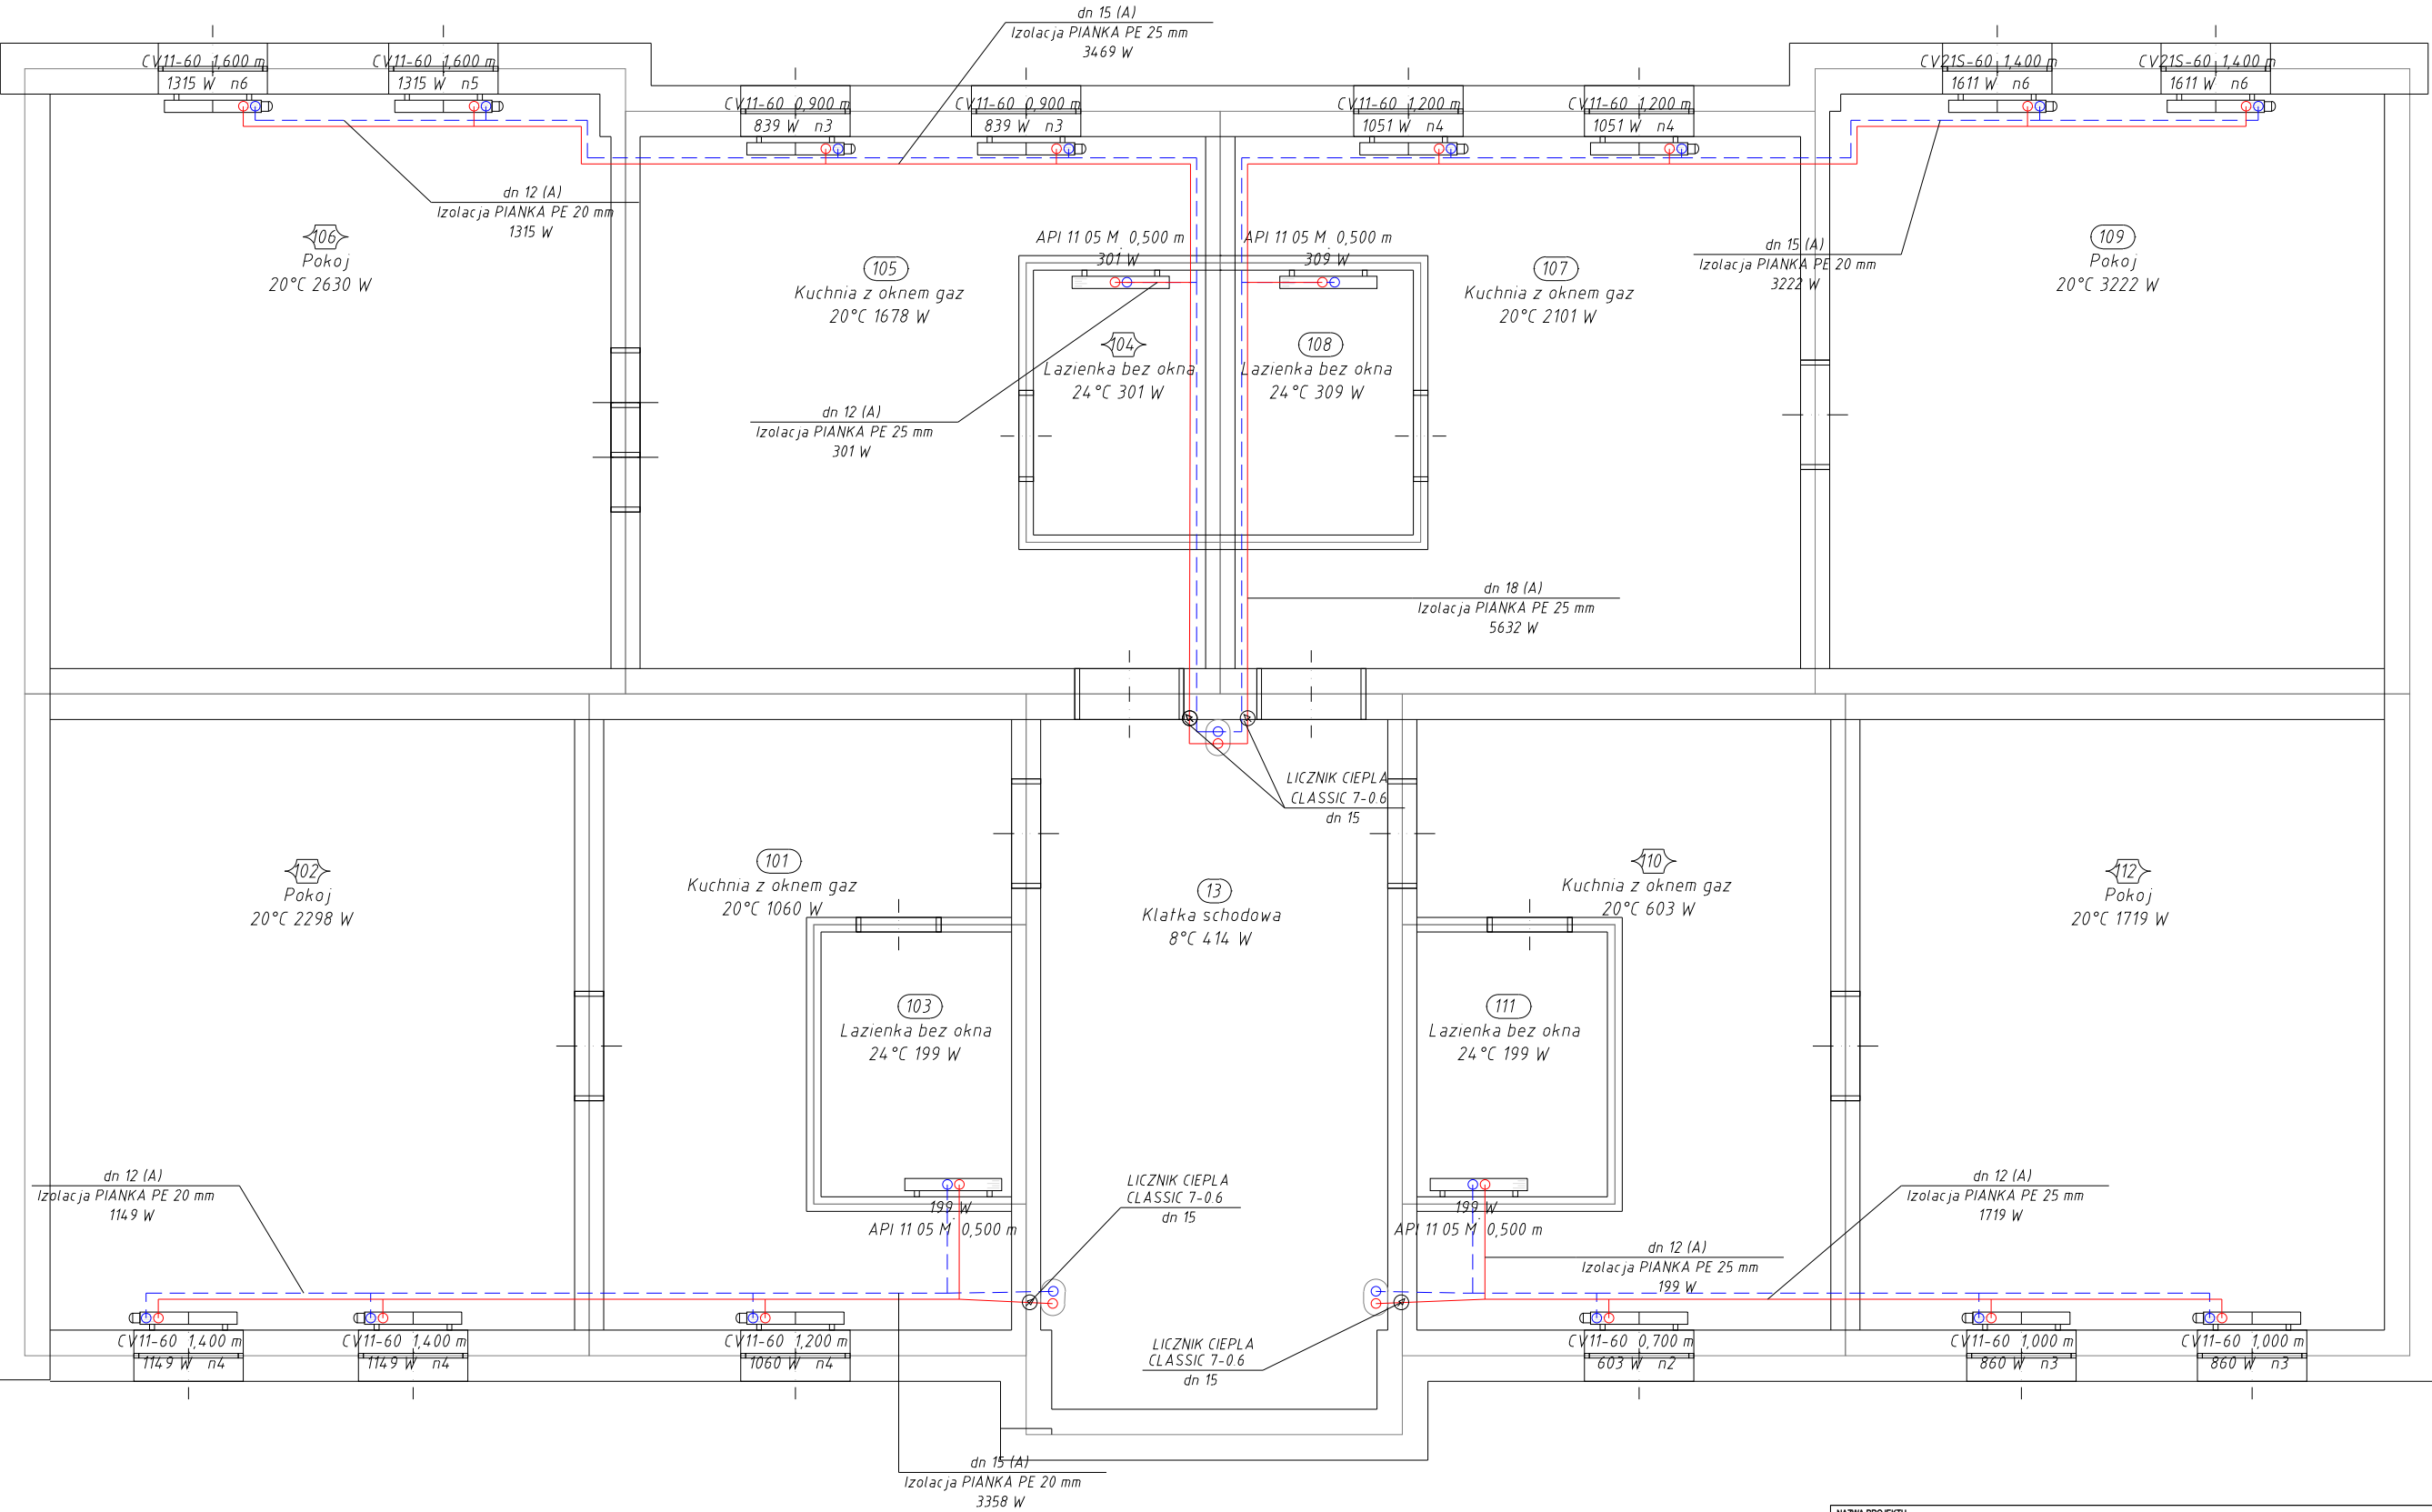 dn 15 (A)
Izolacja PIANKA PE 25 mm
3469 W
CV11-60 1,600 m
1315 W n6
CV11-60 1,600 m
1315 W n5
CV11-60 0,900 m
839 W n3
CV11-60 0,900 m
839 W n3
CV11-60 1,200 m
1051 W n4
CV11-60 1,200 m
1051 W n4
CV21S-60 1,400 m
1611 W n6
CV21S-60 1,400 m
1611 W n6
dn 12 (A)
Izolacja PIANKA PE 20 mm
1315 W
106
Pokoj
20°C 2630 W
105
Kuchnia z oknem gaz
20°C 1678 W
API 11 05 M 0,500 m
301 W
API 11 05 M 0,500 m
309 W
107
Kuchnia z oknem gaz
20°C 2101 W
dn 15 (A)
Izolacja PIANKA PE 20 mm
3222 W
109
Pokoj
20°C 3222 W
104
Lazienka bez okna
24°C 301 W
108
Lazienka bez okna
24°C 309 W
dn 12 (A)
Izolacja PIANKA PE 25 mm
301 W
dn 18 (A)
Izolacja PIANKA PE 25 mm
5632 W
LICZNIK CIEPLA
CLASSIC 7-0.6
dn 15
102
Pokoj
20°C 2298 W
101
Kuchnia z oknem gaz
20°C 1060 W
13
Klatka schodowa
8°C 414 W
110
Kuchnia z oknem gaz
20°C 603 W
112
Pokoj
20°C 1719 W
103
Lazienka bez okna
24°C 199 W
111
Lazienka bez okna
24°C 199 W
dn 12 (A)
Izolacja PIANKA PE 20 mm
1149 W
199 W
API 11 05 M 0,500 m
LICZNIK CIEPLA
CLASSIC 7-0.6
dn 15
199 W
API 11 05 M 0,500 m
dn 12 (A)
Izolacja PIANKA PE 25 mm
199 W
dn 12 (A)
Izolacja PIANKA PE 25 mm
1719 W
CV11-60 1,400 m
1149 W n4
CV11-60 1,400 m
1149 W n4
CV11-60 1,200 m
1060 W n4
LICZNIK CIEPLA
CLASSIC 7-0.6
dn 15
CV11-60 0,700 m
603 W n2
CV11-60 1,000 m
860 W n3
CV11-60 1,000 m
860 W n3
dn 15 (A)
Izolacja PIANKA PE 20 mm
3358 W
NAZWA PROJEKTU